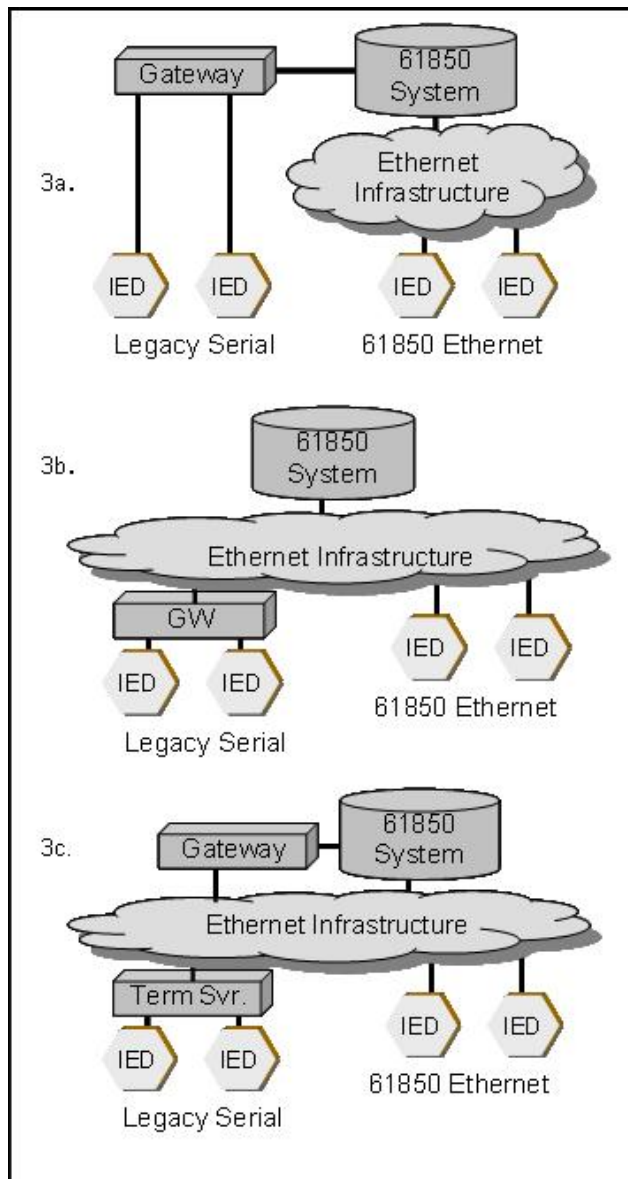 Gateway
61850
System
3a.
Ethernet
Infrastructure
IED
IED
IED
IED
Legacy Serial
61850 Ethernet
3b.
61850
System
Ethernet Infrastructure
GW
IED
IED
IED
IED
61850 Ethernet
Legacy Serial
3c.
Gateway
61850
System
Ethernet Infrastructure
Term Svr.
IED
IED
IED
IED
61850 Ethernet
Legacy Serial